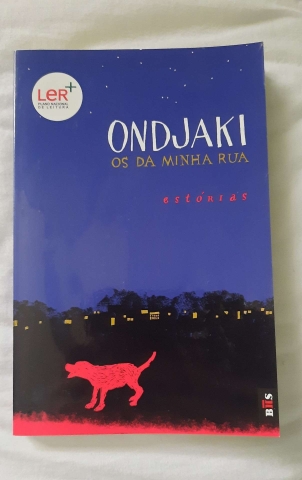 LeR+
PLANO NACIONAL
DE LEITURA
ONDJAKI
OS DA MINHA RUA
estórias
BIS